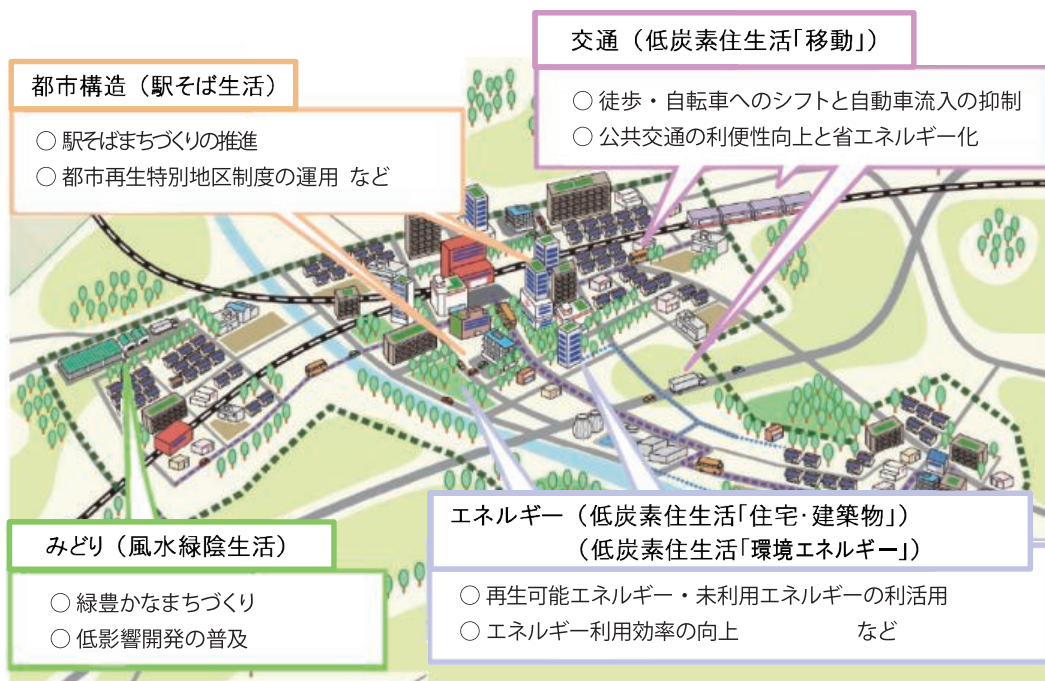 交通（低炭素住生活「移動」）
○ 徒歩・自転車へのシフトと自動車流入の抑制
○ 公共交通の利便性向上と省エネルギー化
都市構造（駅そば生活）
○ 駅そばまちづくりの推進
○ 都市再生特別地区制度の運用 など
みどり（風水緑陰生活）
○ 緑豊かなまちづくり
○ 低影響開発の普及
エネルギー（低炭素住生活「住宅・建築物」）
（低炭素住生活「環境エネルギー」）
○ 再生可能エネルギー・未利用エネルギーの利活用
○ エネルギー利用効率の向上 など